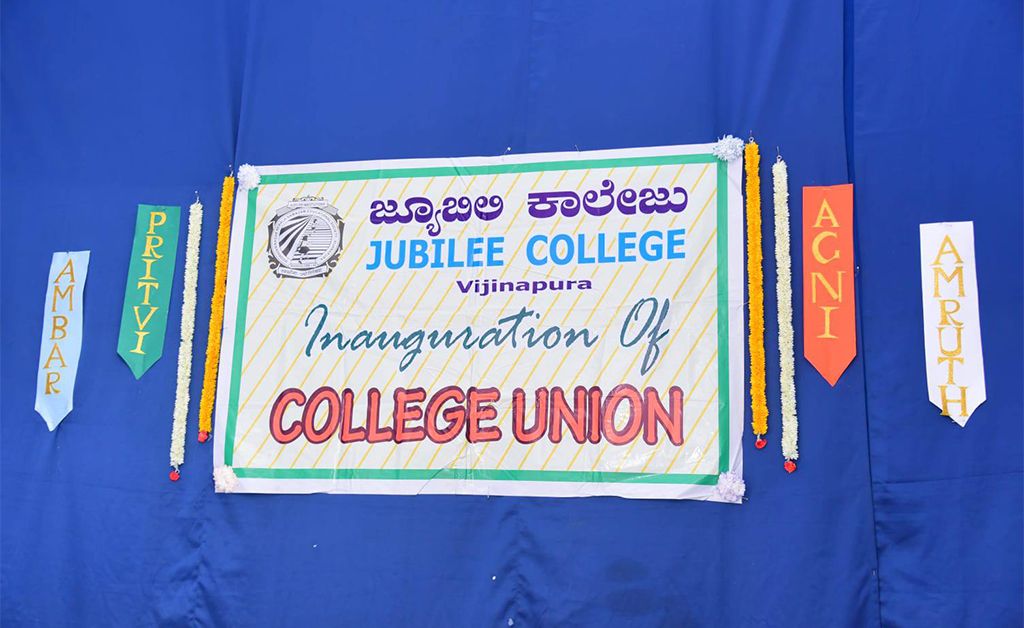 AMBAR
PRITVI
ಜ್ಯೂಬಿಲಿ ಕಾಲೇಜು
JUBILEE COLLEGE
Vijinapura
Inauguration Of
COLLEGE UNION
AGNI
AMRUTH